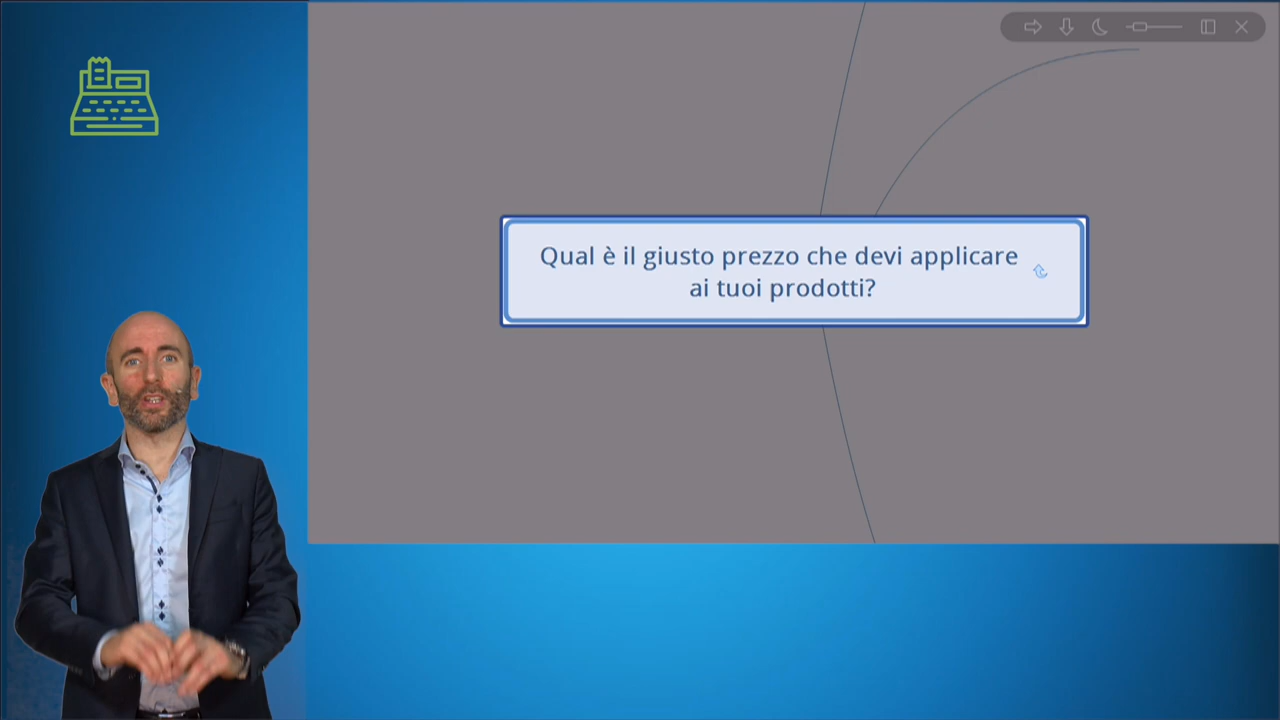 Qual è il giusto prezzo che devi applicare
ai tuoi prodotti?